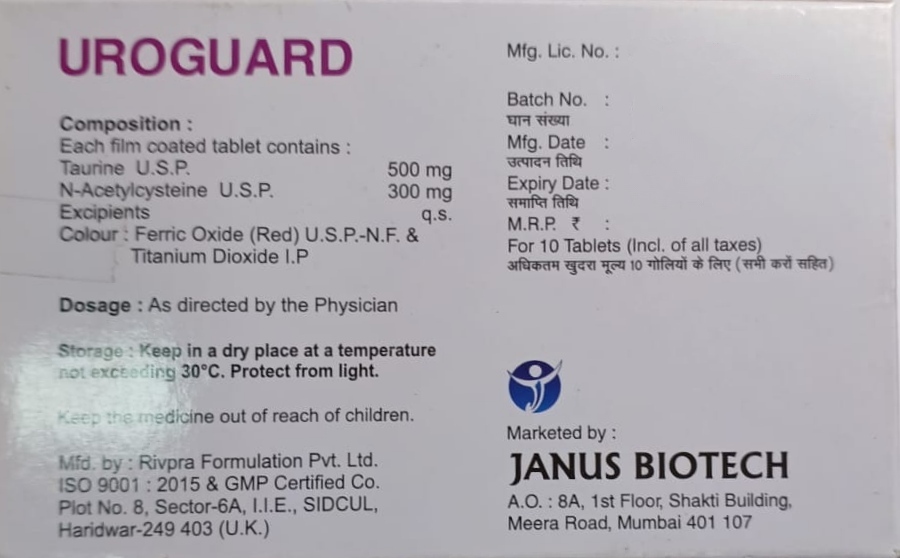 UROGUARD
Composition :
Each film coated tablet contains :
Taurine U.S.P. 500 mg
N-Acetylcysteine U.S.P. 300 mg
Excipients q.s.
Colour : Ferric Oxide (Red) U.S.P.-N.F. &
Titanium Dioxide I.P
Dosage : As directed by the Physician
Storage : Keep in a dry place at a temperature
not exceeding 30°C. Protect from light.
Keep the medicine out of reach of children.
Mfd. by : Rivpra Formulation Pvt. Ltd.
ISO 9001 : 2015 & GMP Certified Co.
Plot No. 8, Sector-6A, I.I.E., SIDCUL,
Haridwar-249 403 (U.K.)
Mfg. Lic. No. :
Batch No. :
घान संख्या
Mfg. Date :
उत्पादन तिथि
Expiry Date :
समाप्ति तिथि
M.R.P. ₹ :
For 10 Tablets (Incl. of all taxes)
अधिकतम खुदरा मूल्य 10 गोलियों के लिए (सभी करों सहित)
Marketed by :
JANUS BIOTECH
A.O. : 8A, 1st Floor, Shakti Building,
Meera Road, Mumbai 401 107